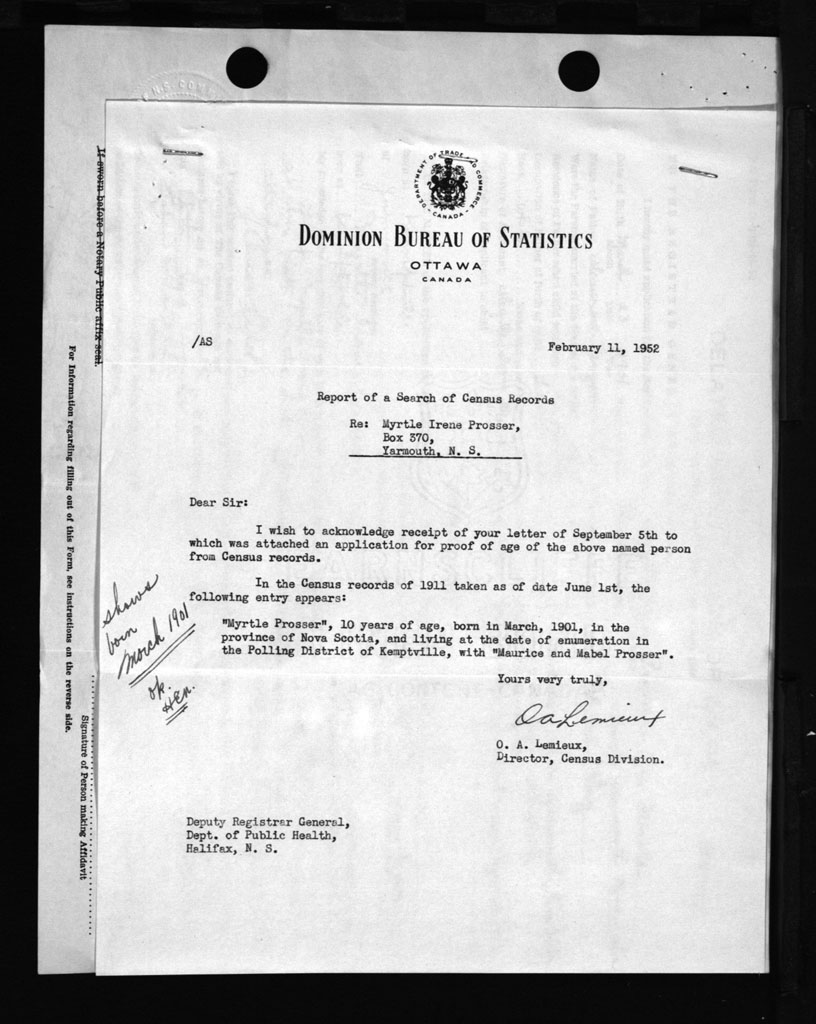 DEPARTMENT OF TRADE AND COMMERCE
CANADA
DOMINION BUREAU OF STATISTICS
OTTAWA
CANADA
/AS
February 11, 1952
Report of a Search of Census Records
Re: Myrtle Irene Prosser,
Box 370,
Yarmouth, N. S.
Dear Sir:
I wish to acknowledge receipt of your letter of September 5th to
which was attached an application for proof of age of the above named person
from Census records.
In the Census records of 1911 taken as of date June 1st, the
following entry appears:
"Myrtle Prosser", 10 years of age, born in March, 1901, in the
province of Nova Scotia, and living at the date of enumeration in
the Polling District of Kemptville, with "Maurice and Mabel Prosser".
Yours very truly,
O A Lemieux
O. A. Lemieux,
Director, Census Division.
Deputy Registrar General,
Dept. of Public Health,
Halifax, N. S.
shows
born
March 1901
ok.
If sworn before a Notary Public affix seal.
For information regarding filling out of this Form, see instructions on the reverse side.
Signature of Person making Affidavit